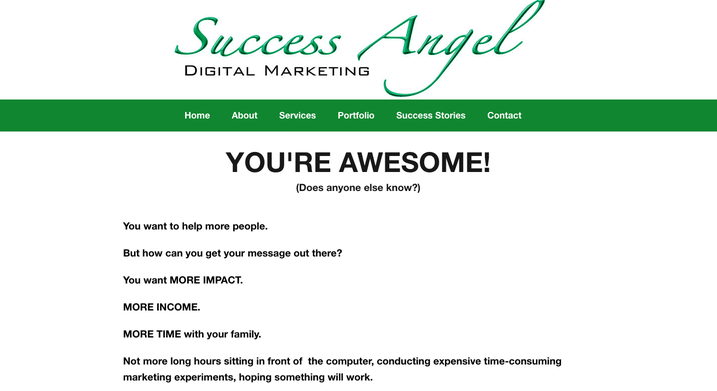 Success Angel
Digital Marketing
Home About Services Portfolio Success Stories Contact
YOU'RE AWESOME!
(Does anyone else know?)
You want to help more people.
But how can you get your message out there?
You want MORE IMPACT.
MORE INCOME.
MORE TIME with your family.
Not more long hours sitting in front of  the computer, conducting expensive time-consuming
marketing experiments, hoping something will work.